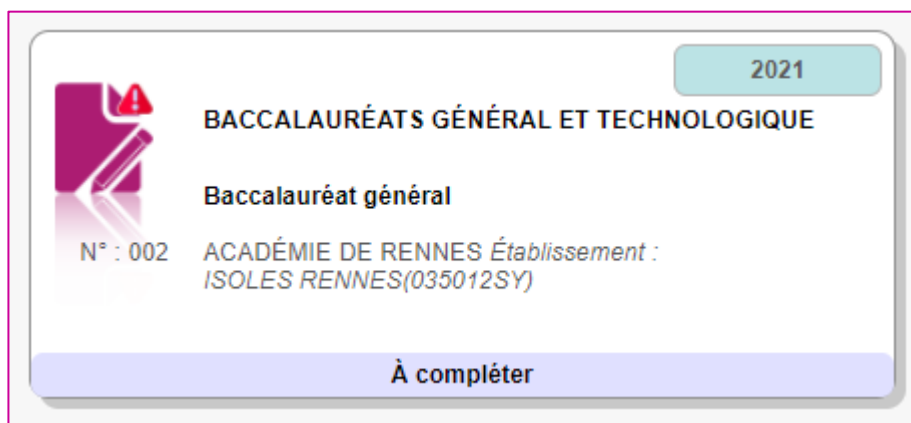 2021
BACCALAURÉATS GÉNÉRAL ET TECHNOLOGIQUE
Baccalauréat général
N° : 002 ACADÉMIE DE RENNES Établissement :
ISOLES RENNES(035012SY)
À compléter